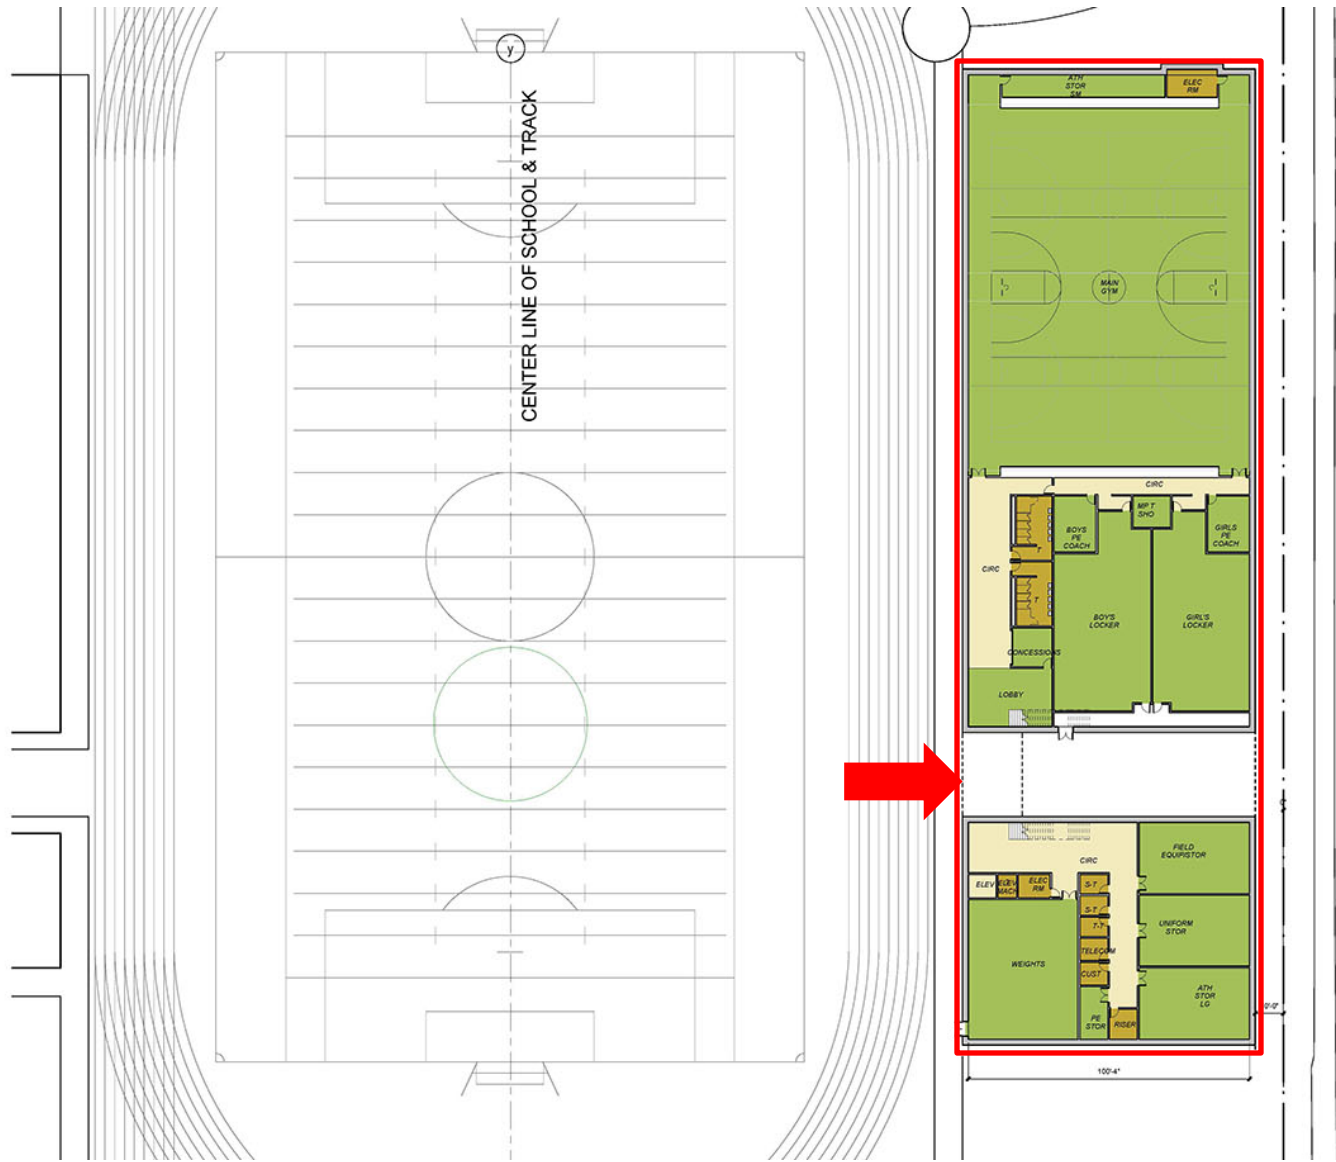 y
CENTER LINE OF SCHOOL & TRACK
ATH
STOR
SM
ELEC
RM
MAIN
GYM
CIRC
BOYS
PE
COACH
MP T
SHO
GIRLS
PE
COACH
T
CIRC
T
BOY'S
LOCKER
GIRL'S
LOCKER
CONCESSIONS
LOBBY
CIRC
FIELD
EQUIP/STOR
ELEV
ELEV
MACH
ELEC
RM
S-T
S-T
T-T
UNIFORM
STOR
TELECOM
WEIGHTS
CUST
ATH
STOR
LG
PE
STOR
RISER
100'-4"